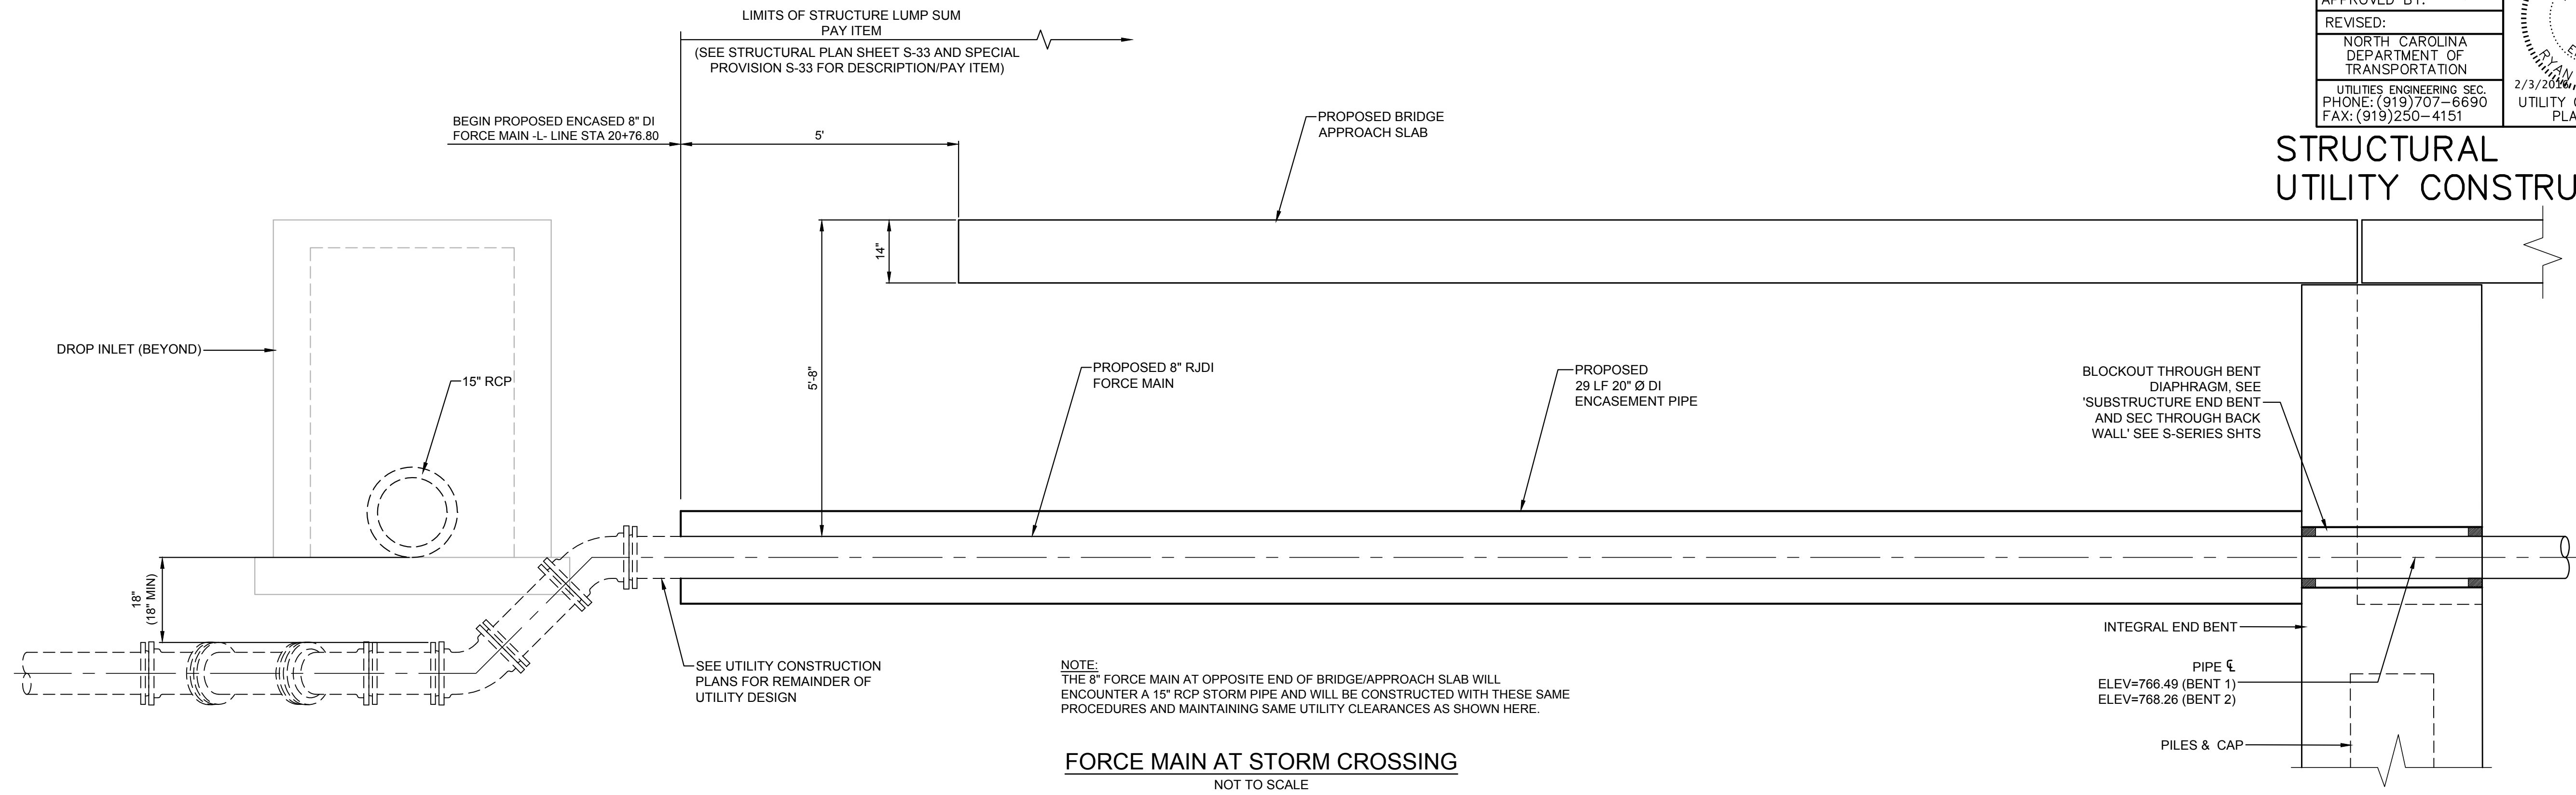 LIMITS OF STRUCTURE LUMP SUM
PAY ITEM
(SEE STRUCTURAL PLAN SHEET S-33 AND SPECIAL
PROVISION S-33 FOR DESCRIPTION/PAY ITEM)
APPROVED BY:
REVISED:
NORTH CAROLINA
DEPARTMENT OF
TRANSPORTATION
UTILITIES ENGINEERING SEC.
PHONE:(919)707-6690
FAX:(919)250-4151
RYAN
UTILITY
STRUCTURAL
UTILITY CONSTRU
BEGIN PROPOSED ENCASED 8" DI
FORCE MAIN -L- LINE STA 20+76.80
5'
PROPOSED BRIDGE
APPROACH SLAB
14"
5'-8"
DROP INLET (BEYOND)
15" RCP
PROPOSED 8" RJDI
FORCE MAIN
PROPOSED
29 LF 20" Ø DI
ENCASEMENT PIPE
BLOCKOUT THROUGH BENT
DIAPHRAGM, SEE
'SUBSTRUCTURE END BENT
AND SEC THROUGH BACK
WALL' SEE S-SERIES SHTS
18"
(18" MIN)
SEE UTILITY CONSTRUCTION
PLANS FOR REMAINDER OF
UTILITY DESIGN
NOTE:
THE 8" FORCE MAIN AT OPPOSITE END OF BRIDGE/APPROACH SLAB WILL
ENCOUNTER A 15" RCP STORM PIPE AND WILL BE CONSTRUCTED WITH THESE SAME
PROCEDURES AND MAINTAINING SAME UTILITY CLEARANCES AS SHOWN HERE.
INTEGRAL END BENT
PIPE ℄
ELEV=766.49 (BENT 1)
ELEV=768.26 (BENT 2)
PILES & CAP
FORCE MAIN AT STORM CROSSING
NOT TO SCALE